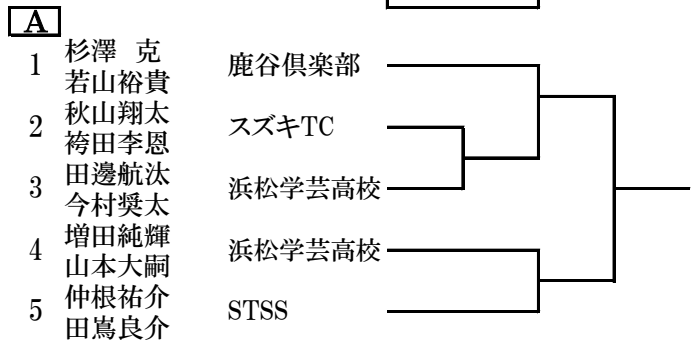 A
1 杉澤 克 鹿谷倶楽部
若山裕貴
2 秋山翔太 スズキTC
袴田李恩
3 田邊航汰 浜松学芸高校
今村奨太
4 増田純輝 浜松学芸高校
山本大嗣
5 仲根祐介 STSS
田嶌良介